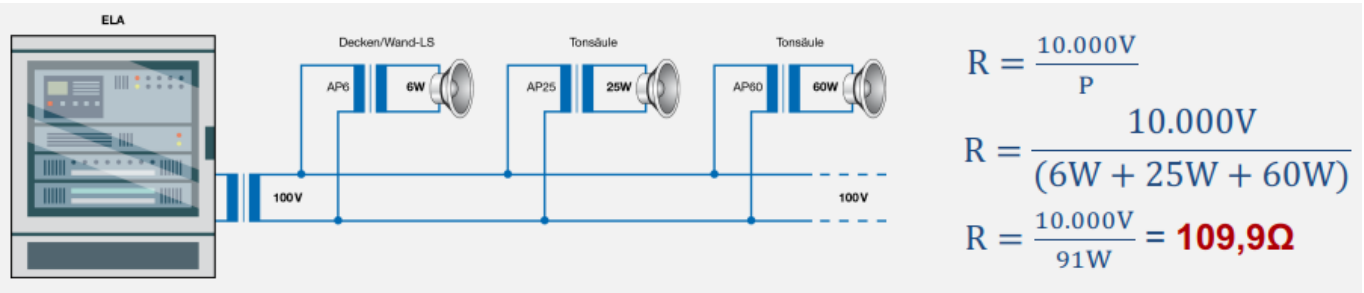 ELA
Decken/Wand-LS
Tonsäule
Tonsäule
AP6
6W
AP25
25W
AP60
60W
100V
100V
R = 10.000V / P
R = 10.000V / (6W + 25W + 60W)
R = 10.000V / 91W = 109,9Ω